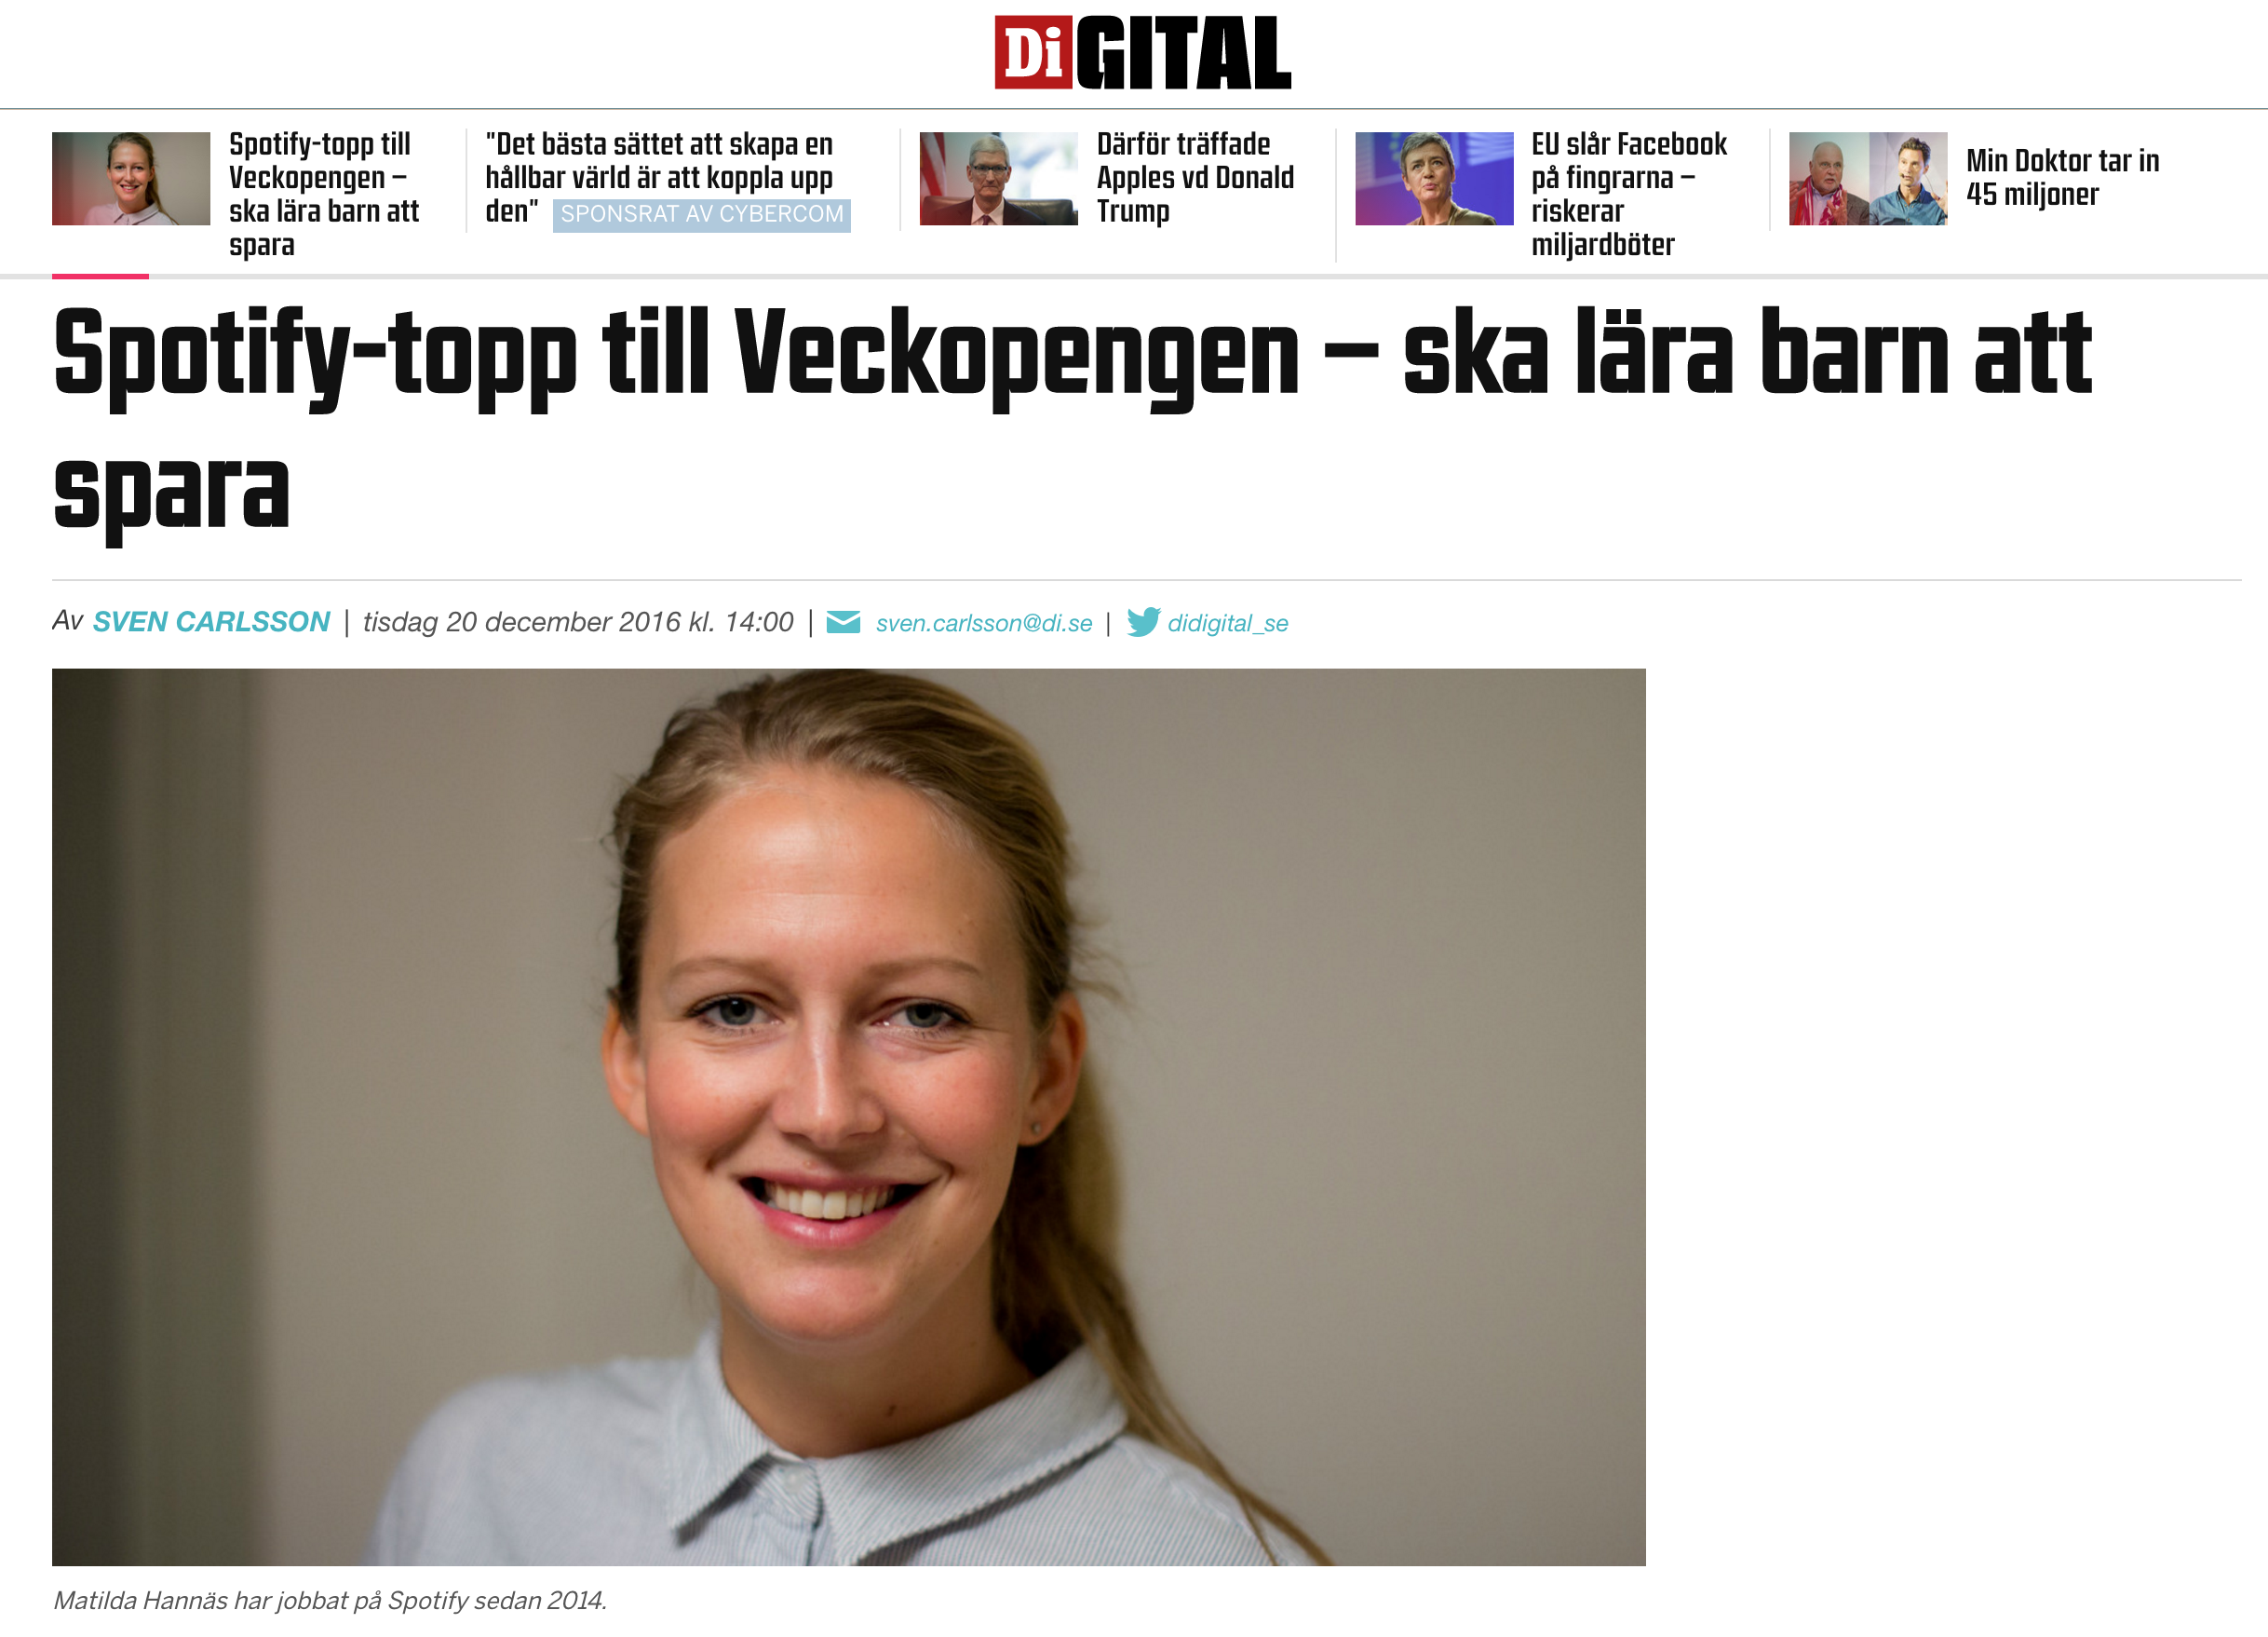 DiGITAL
Spotify-topp till
Veckopengen –
ska lära barn att
spara
"Det bästa sättet att skapa en
hållbar värld är att koppla upp
den" SPONSRAT AV CYBERCOM
Därför träffade
Apples vd Donald
Trump
EU slår Facebook
på fingrarna –
riskerar
miljardböter
Min Doktor tar in
45 miljoner
Spotify-topp till Veckopengen – ska lära barn att
spara
Av SVEN CARLSSON | tisdag 20 december 2016 kl. 14:00 | sven.carlsson@di.se | didigital_se
Matilda Hannäs har jobbat på Spotify sedan 2014.